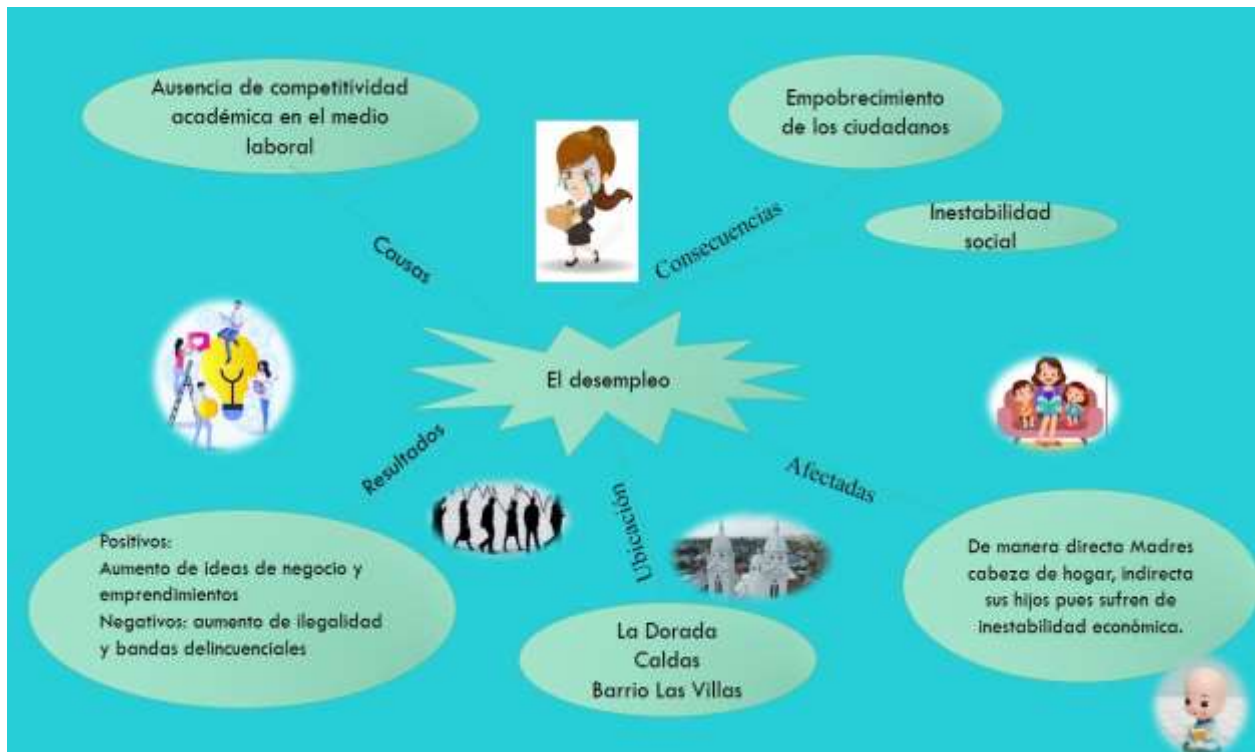 Ausencia de competitividad
académica en el medio
laboral
Empobrecimiento
de los ciudadanos
Inestabilidad
social
Causas
Consecuencias
El desempleo
Resultados
Ubicación
Afectadas
Positivos:
Aumento de ideas de negocio y
emprendimientos
Negativos: aumento de ilegalidad
y bandas delincuenciales
La Dorada
Caldas
Barrio Las Villas
De manera directa Madres
cabeza de hogar, indirecta
sus hijos pues sufren de
inestabilidad económica.